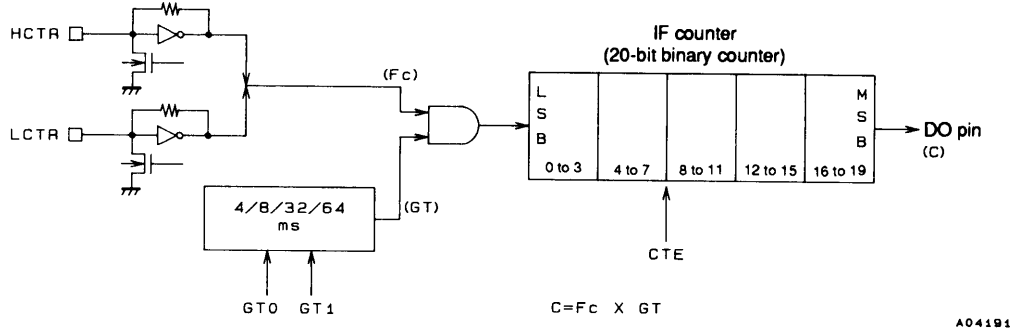 HCTR
IF counter
(20-bit binary counter)
(Fc)
L
S
B
M
S
B
LCTR
DO pin
(C)
0 to 3
4 to 7
8 to 11
12 to 15
16 to 19
4/8/32/64
ms
(GT)
CTE
GT0 GT1
C=Fc X GT
A04191